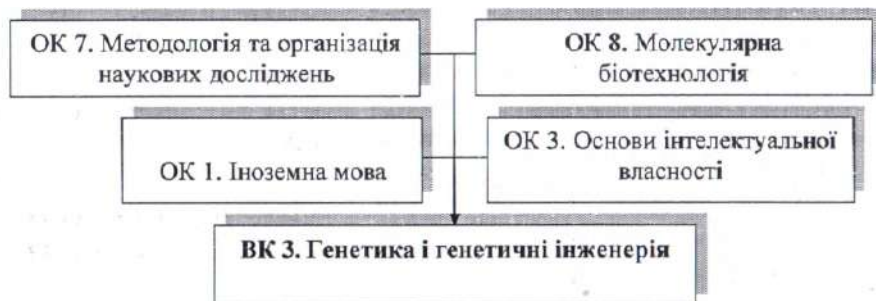 ОК 7. Методологія та організація
наукових досліджень
ОК 8. Молекулярна
біотехнологія
ОК 1. Іноземна мова
ОК 3. Основи інтелектуальної
власності
ВК 3. Генетика і генетичні інженерія